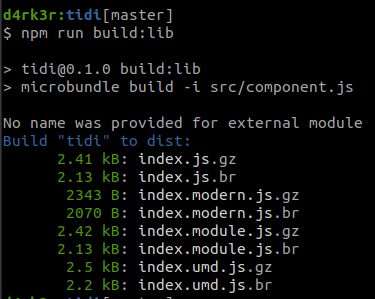 d4rk3r:tidi[master]
$ npm run build:lib
> tidi@0.1.0 build:lib
> microbundle build -i src/component.js
No name was provided for external module
Build "tidi" to dist:
2.41 kB: index.js.gz
2.13 kB: index.js.br
2343 B: index.modern.js.gz
2070 B: index.modern.js.br
2.42 kB: index.module.js.gz
2.13 kB: index.module.js.br
2.5 kB: index.umd.js.gz
2.2 kB: index.umd.js.br